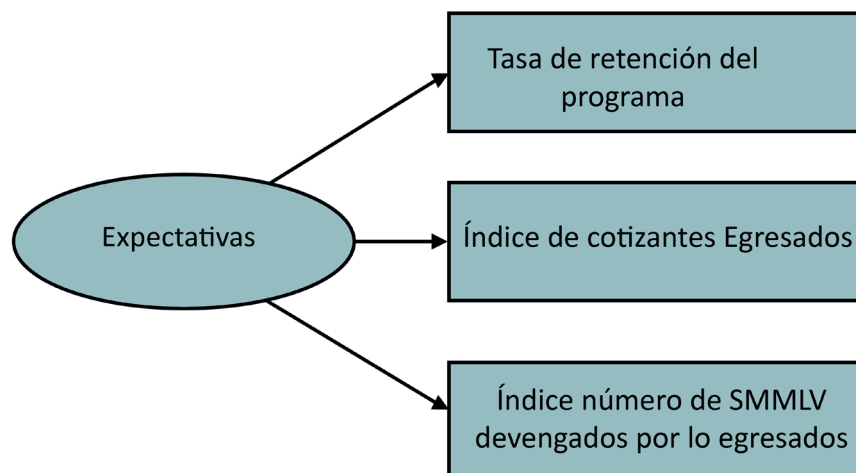 Tasa de retención del
programa
Expectativas
Índice de cotizantes Egresados
Índice número de SMMLV
devengados por lo egresados